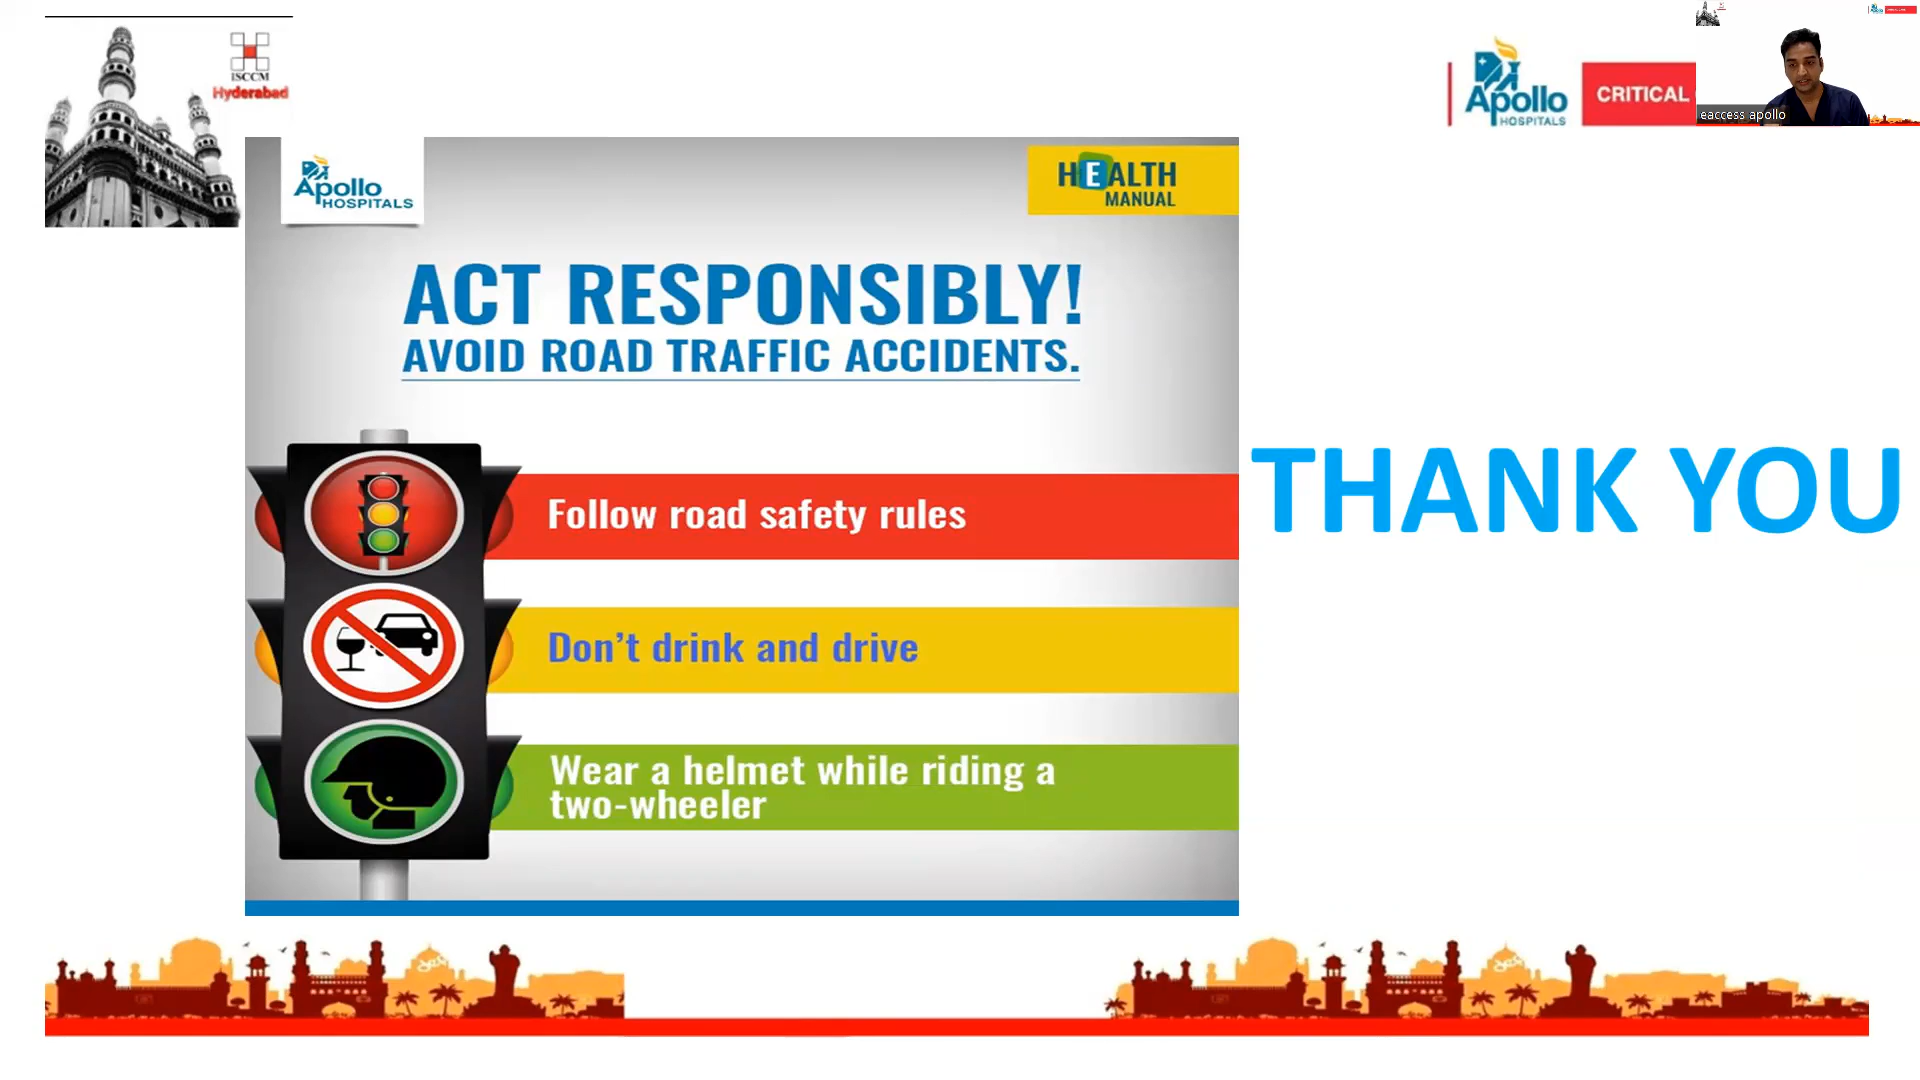 ISCCM
Hyderabad
Apollo
HOSPITALS
CRITICAL
eaccess apollo
Apollo
HOSPITALS
HEALTH
MANUAL
ACT RESPONSIBLY!
AVOID ROAD TRAFFIC ACCIDENTS.
Follow road safety rules
Don't drink and drive
Wear a helmet while riding a
two-wheeler
THANK YOU